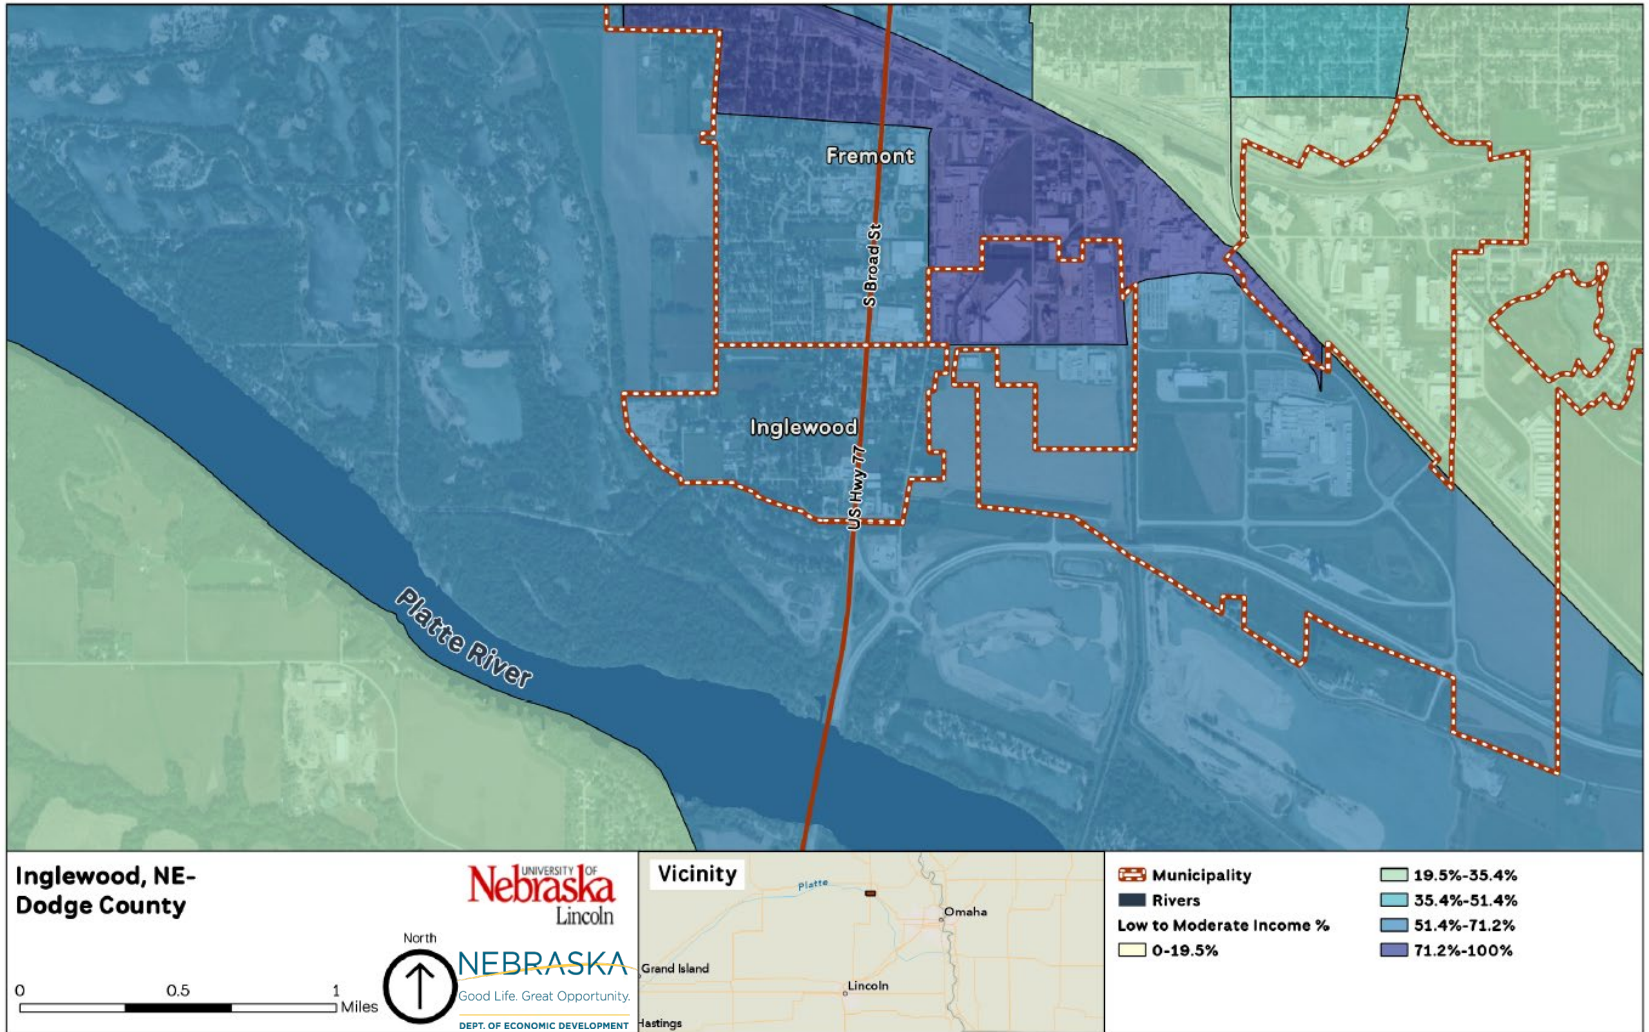 Fremont
S Broad St
Inglewood
US Hwy 77
Platte River
Inglewood, NE-
Dodge County
UNIVERSITY OF
Nebraska
Lincoln
North
NEBRASKA
Good Life. Great Opportunity.
DEPT. OF ECONOMIC DEVELOPMENT
0 0.5 1
Miles
Vicinity
Platte
Omaha
Grand Island
Lincoln
Hastings
Municipality
Rivers
Low to Moderate Income %
0-19.5%
19.5%-35.4%
35.4%-51.4%
51.4%-71.2%
71.2%-100%